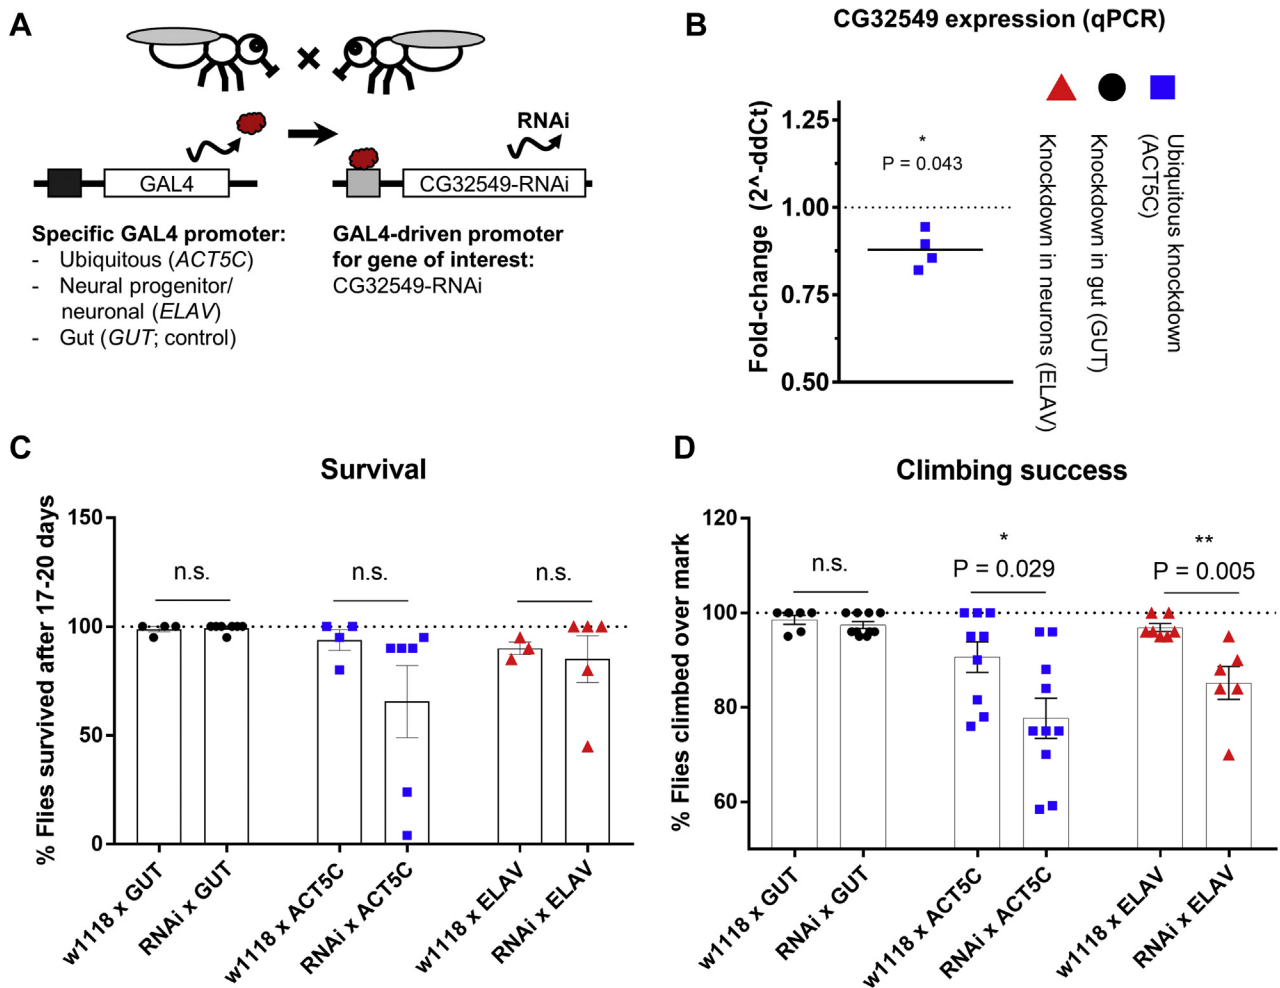 A
RNAi
GAL4
CG32549-RNAi
Specific GAL4 promoter:
- Ubiquitous (ACT5C)
- Neural progenitor/
neuronal (ELAV)
- Gut (GUT; control)
GAL4-driven promoter
for gene of interest:
CG32549-RNAi
B
CG32549 expression (qPCR)
Fold-change (2^-ddCt)
1.25
1.00
0.75
0.50
*
P = 0.043
Knockdown in neurons (ELAV)
Knockdown in gut (GUT)
Ubiquitous knockdown
(ACT5C)
C
Survival
% Flies survived after 17-20 days
150
100
50
0
n.s.
n.s.
n.s.
w1118 x GUT
RNAi x GUT
w1118 x ACT5C
RNAi x ACT5C
w1118 x ELAV
RNAi x ELAV
D
Climbing success
% Flies climbed over mark
120
100
80
60
n.s.
*
P = 0.029
**
P = 0.005
w1118 x GUT
RNAi x GUT
w1118 x ACT5C
RNAi x ACT5C
w1118 x ELAV
RNAi x ELAV